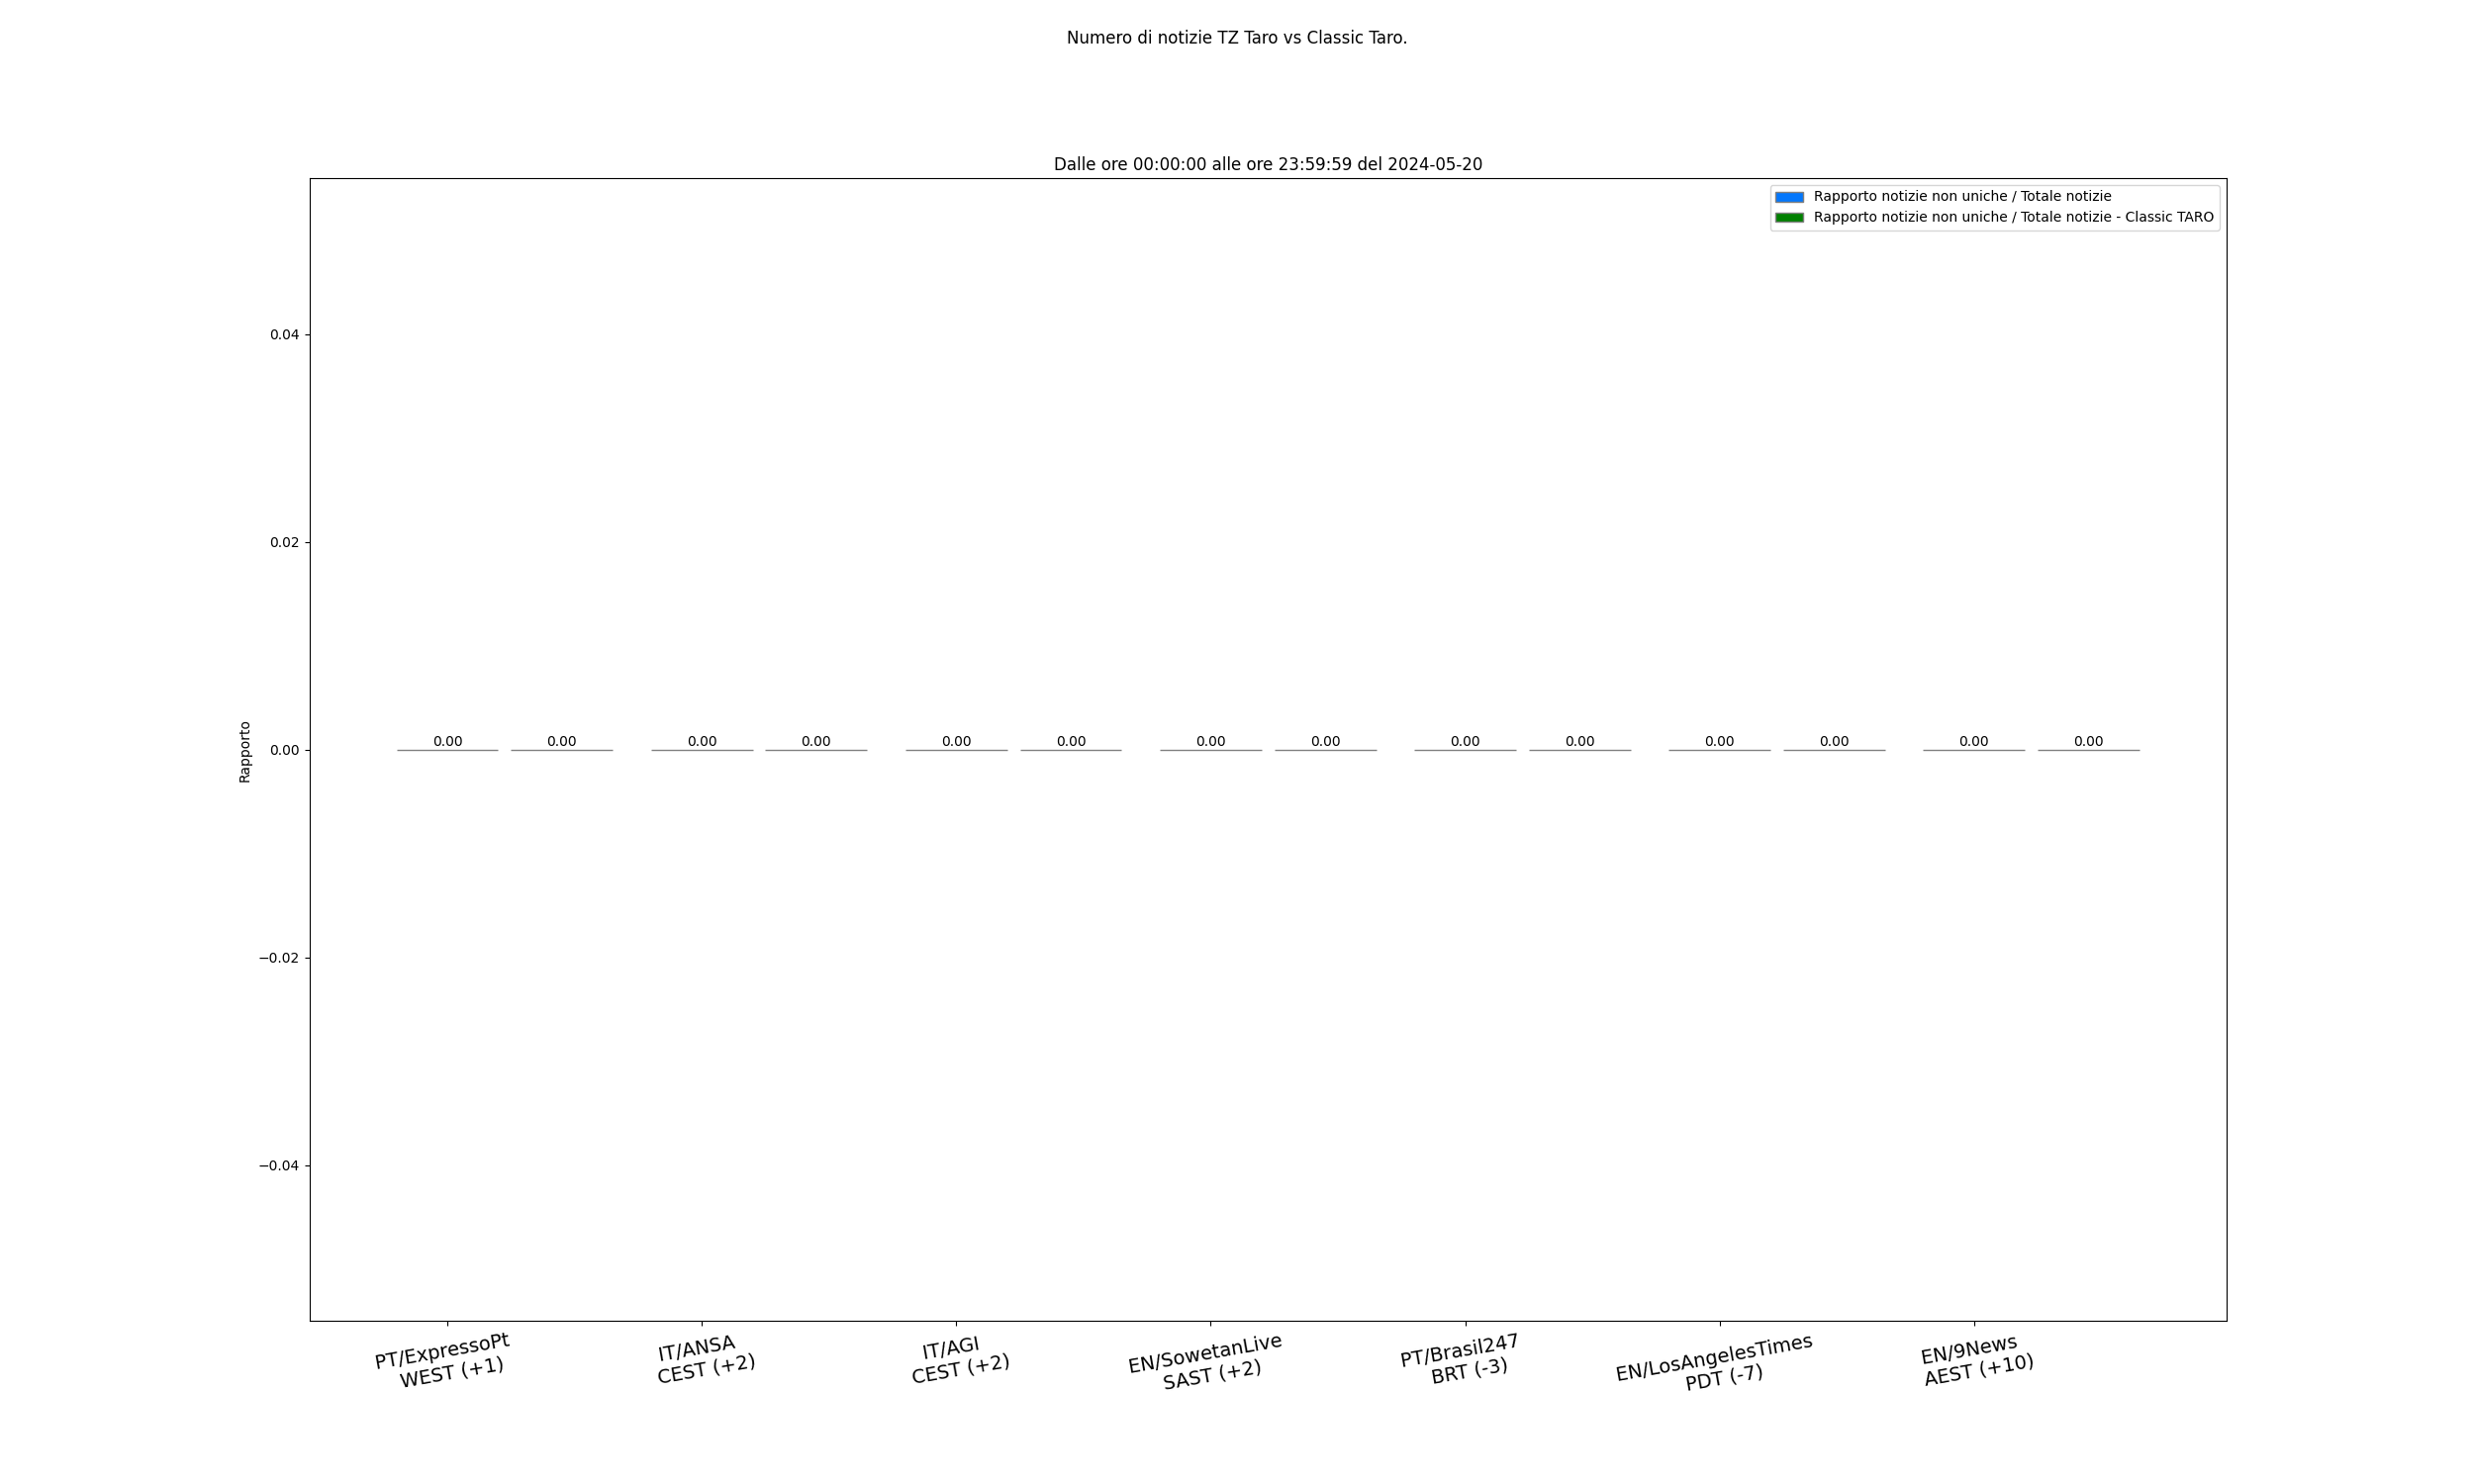 Numero di notizie TZ Taro vs Classic Taro.
Dalle ore 00:00:00 alle ore 23:59:59 del 2024-05-20
Rapporto notizie non uniche / Totale notizie
Rapporto notizie non uniche / Totale notizie - Classic TARO
Rapporto
0.04
0.02
0.00
−0.02
−0.04
0.00 0.00 0.00 0.00 0.00 0.00 0.00 0.00 0.00 0.00 0.00 0.00 0.00 0.00
PT/ExpressoPt
WEST (+1)
IT/ANSA
CEST (+2)
IT/AGI
CEST (+2)
EN/SowetanLive
SAST (+2)
PT/Brasil247
BRT (-3)
EN/LosAngelesTimes
PDT (-7)
EN/9News
AEST (+10)